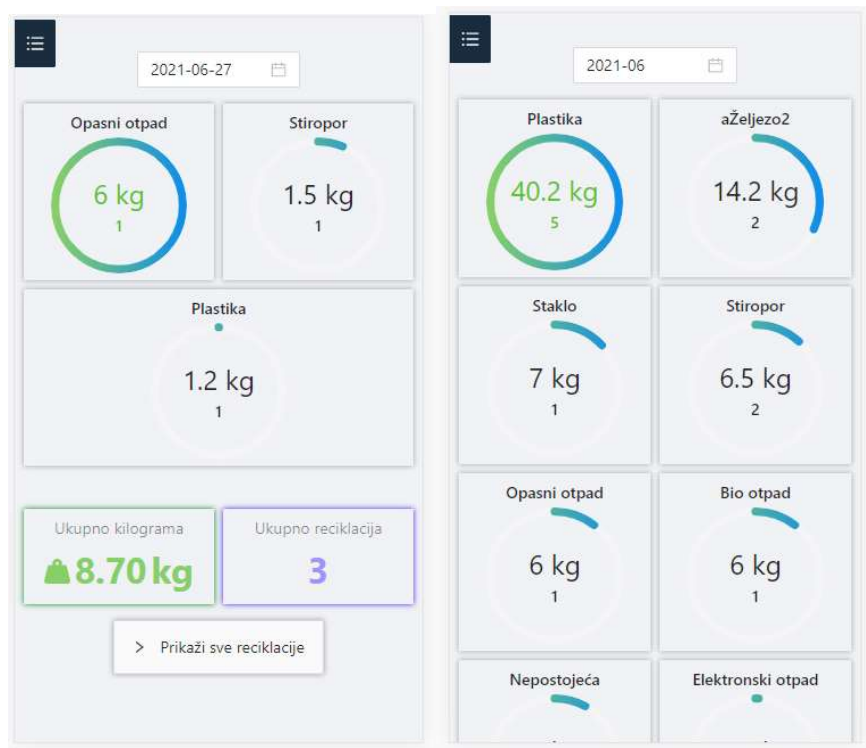 2021-06-27
Opasni otpad
6 kg
1
Stiropor
1.5 kg
1
Plastika
1.2 kg
1
Ukupno kilograma
8.70 kg
Ukupno reciklacija
3
Prikaži sve reciklacije
2021-06
Plastika
40.2 kg
5
aŽeljezo2
14.2 kg
2
Staklo
7 kg
1
Stiropor
6.5 kg
2
Opasni otpad
6 kg
1
Bio otpad
6 kg
1
Nepostojeća
Elektronski otpad